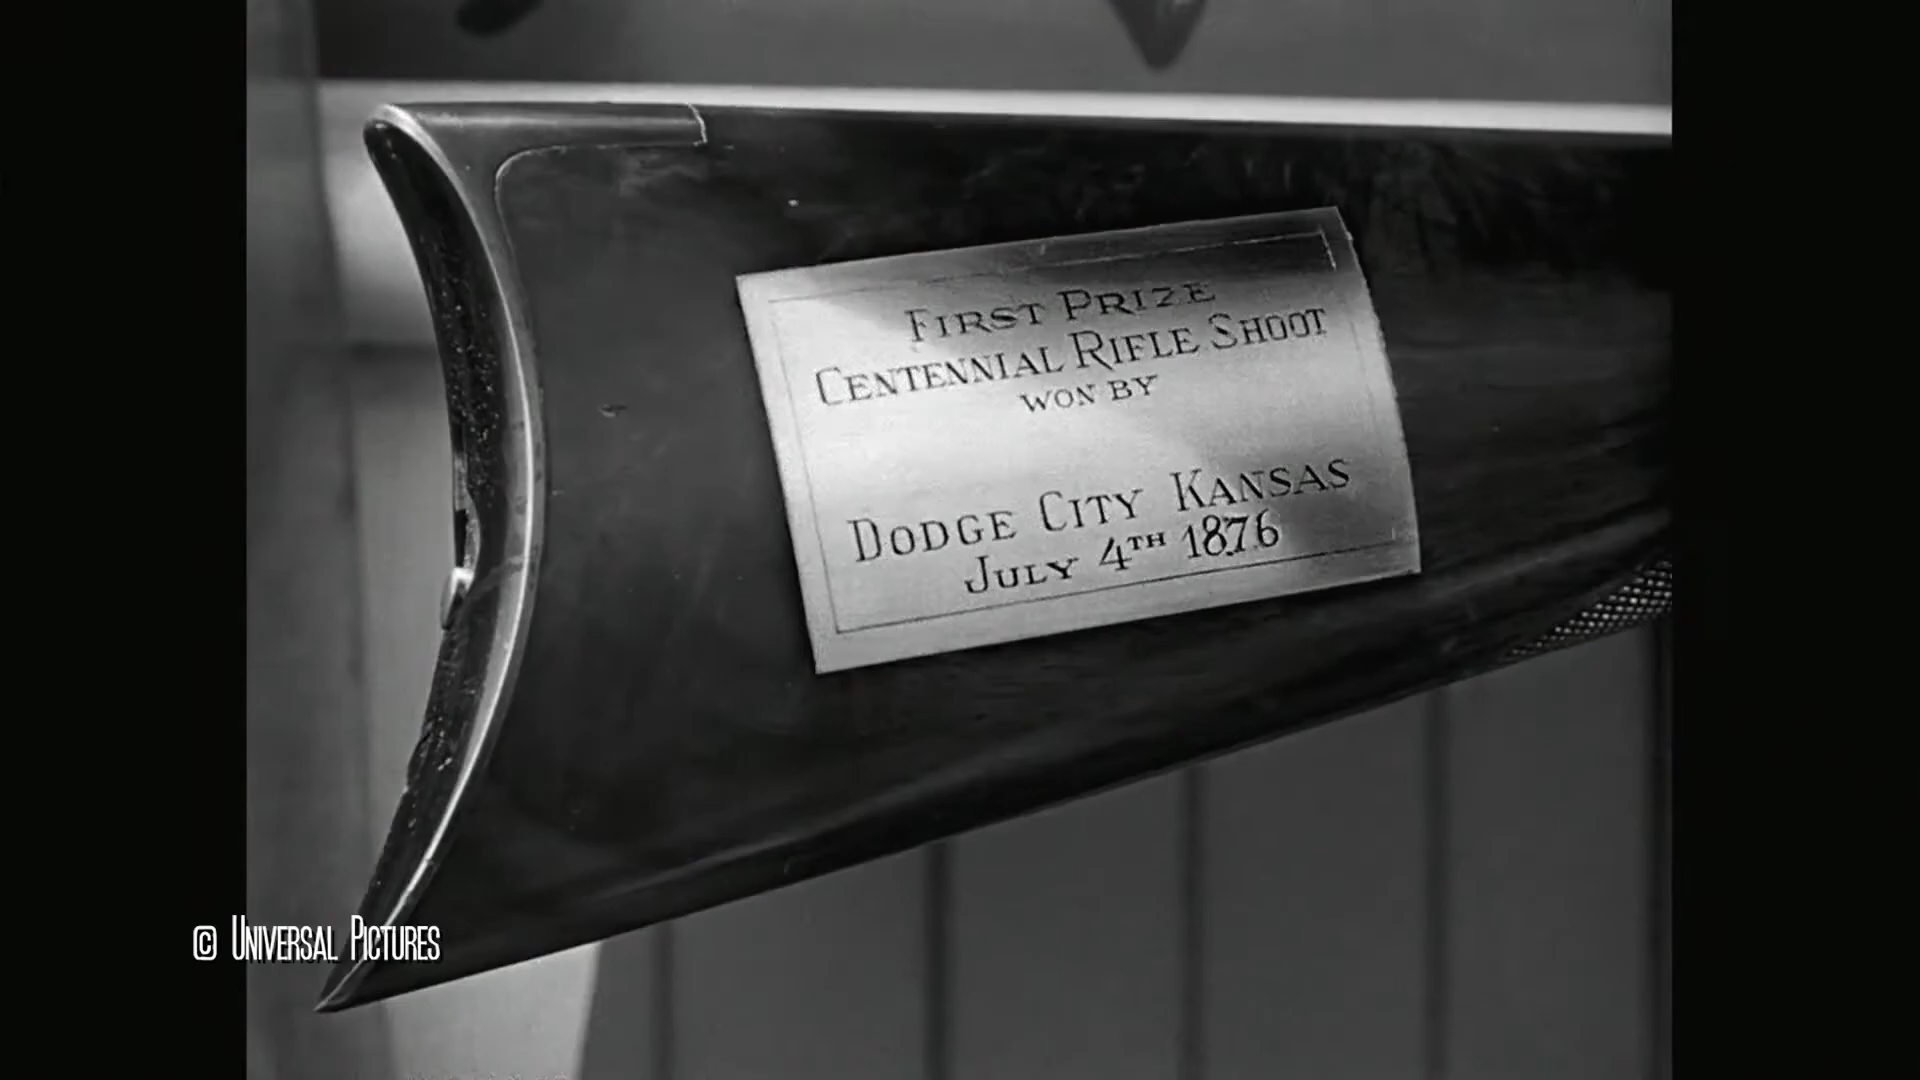 First Prize
Centennial Rifle Shoot
won by
Dodge City Kansas
July 4th 1876
© Universal Pictures